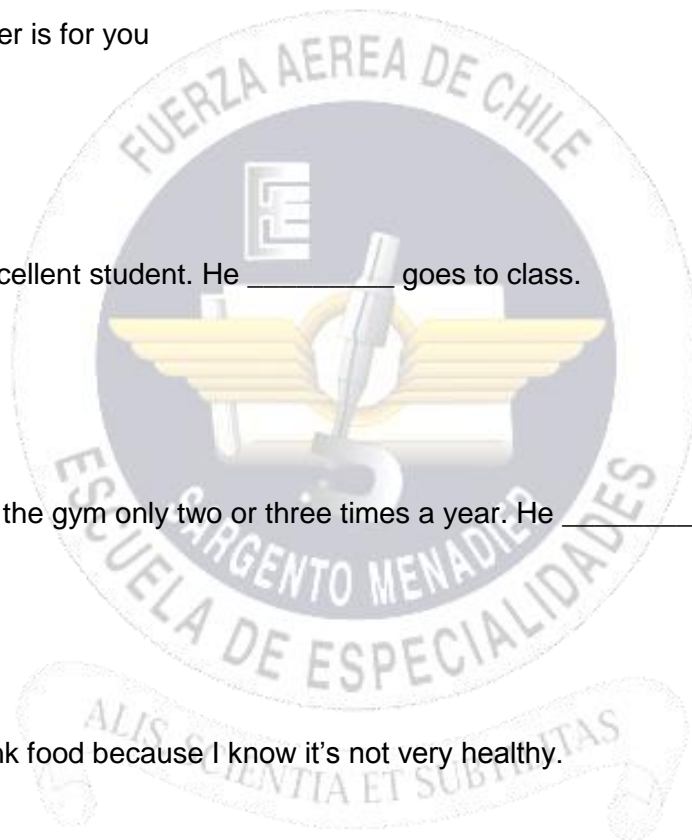 er is for you
FUERZA AEREA DE CHILE
cellent student. He _________ goes to class.
the gym only two or three times a year. He ________
SARGENTO MENADIER
ESCUELA DE ESPECIALIDADES
nk food because I know it's not very healthy.
ALIS SCIENTIA ET SUBTILITAS